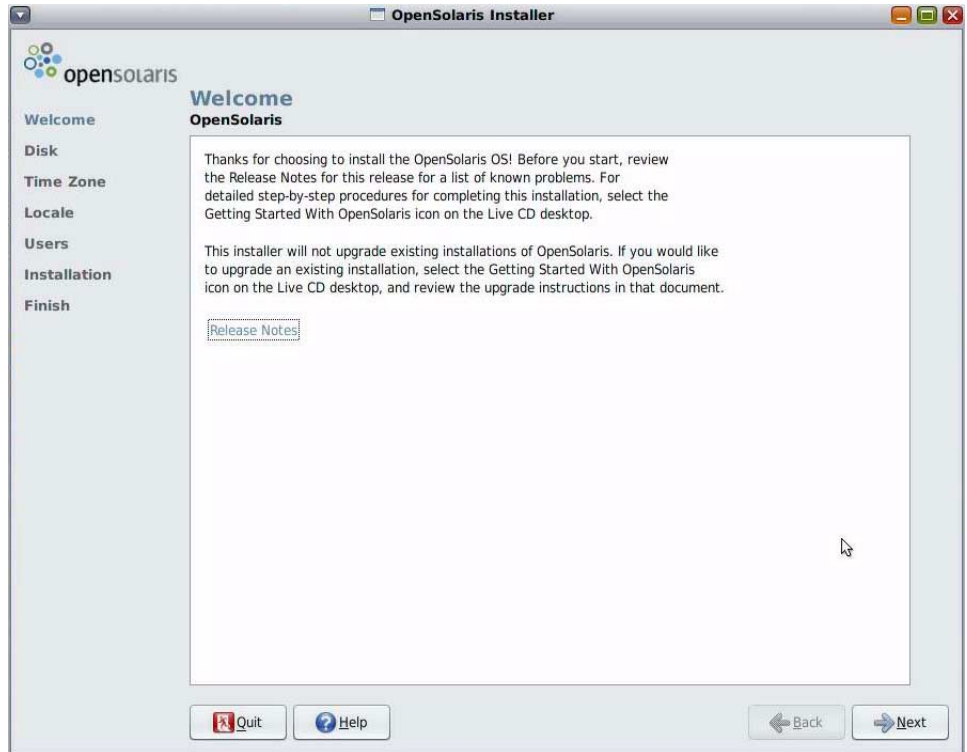 OpenSolaris Installer
opensolaris
Welcome
Disk
Time Zone
Locale
Users
Installation
Finish
Welcome
OpenSolaris
Thanks for choosing to install the OpenSolaris OS! Before you start, review
the Release Notes for this release for a list of known problems. For
detailed step-by-step procedures for completing this installation, select the
Getting Started With OpenSolaris icon on the Live CD desktop.
This installer will not upgrade existing installations of OpenSolaris. If you would like
to upgrade an existing installation, select the Getting Started With OpenSolaris
icon on the Live CD desktop, and review the upgrade instructions in that document.
Release Notes
Quit
Help
Back
Next